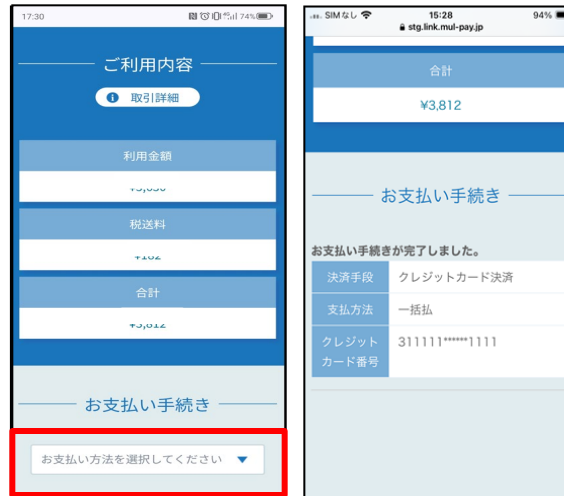 17:30
74%
ご利用内容
取引詳細
利用金額
税送料
合計
お支払い手続き
お支払い方法を選択してください
SIMなし
15:28
94%
stg.link.mul-pay.jp
合計
¥3,812
お支払い手続き
お支払い手続きが完了しました。
決済手段 クレジットカード決済
支払方法 一括払
クレジット
カード番号
311111******1111